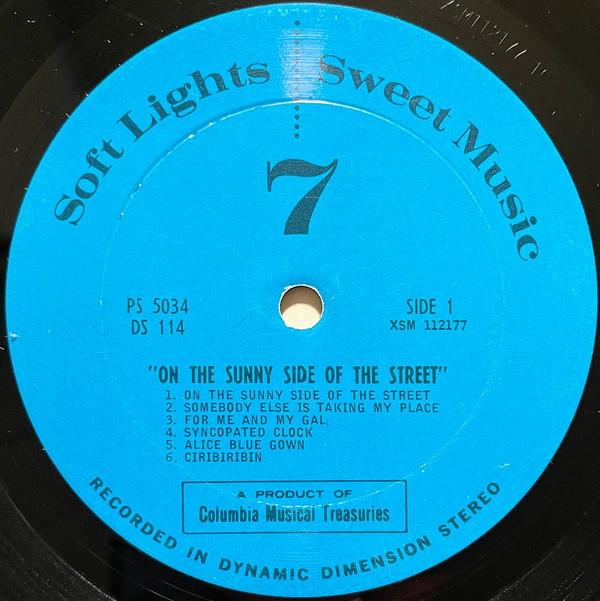 Soft Lights Sweet Music
7
PS 5034
DS 114
SIDE 1
XSM 112177
"ON THE SUNNY SIDE OF THE STREET"
1. ON THE SUNNY SIDE OF THE STREET
2. SOMEBODY ELSE IS TAKING MY PLACE
3. FOR ME AND MY GAL
4. SYNCOPATED CLOCK
5. ALICE BLUE GOWN
6. CIRIBIRIBIN
A PRODUCT OF
Columbia Musical Treasuries
RECORDED IN DYNAMIC DIMENSION STEREO